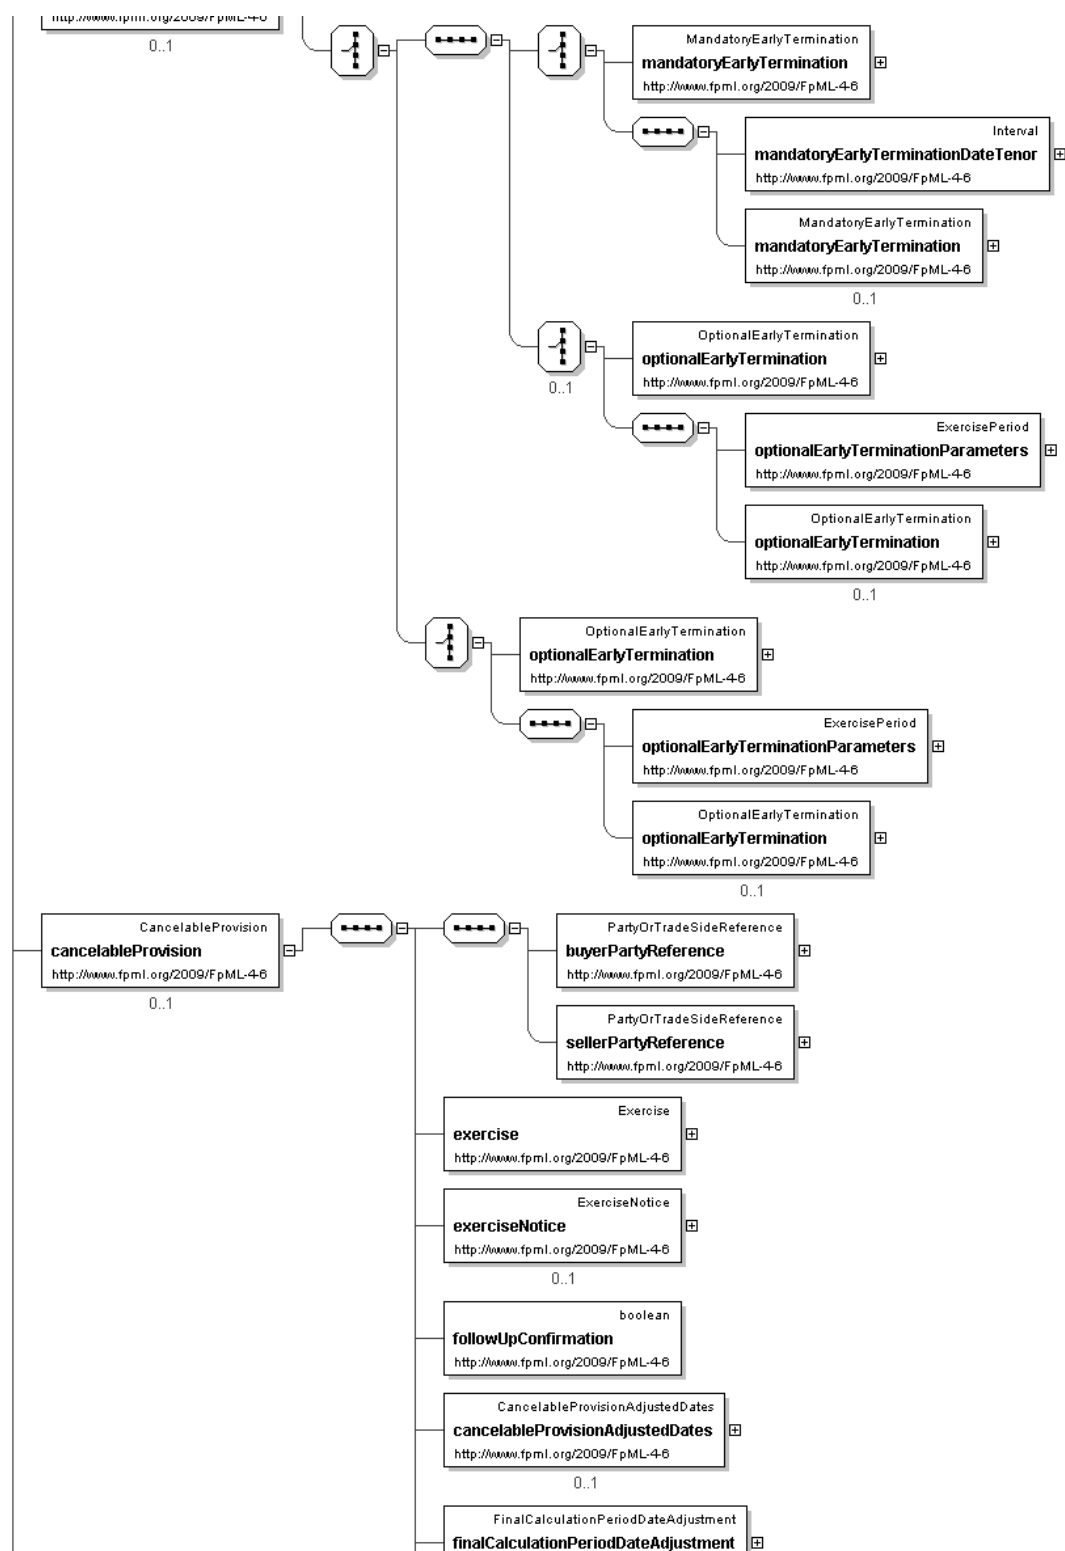 http://www.fpml.org/2009/FpML-4-6
0..1
MandatoryEarlyTermination
mandatoryEarlyTermination
http://www.fpml.org/2009/FpML-4-6
Interval
mandatoryEarlyTerminationDateTenor
http://www.fpml.org/2009/FpML-4-6
MandatoryEarlyTermination
mandatoryEarlyTermination
http://www.fpml.org/2009/FpML-4-6
0..1
0..1
OptionalEarlyTermination
optionalEarlyTermination
http://www.fpml.org/2009/FpML-4-6
ExercisePeriod
optionalEarlyTerminationParameters
http://www.fpml.org/2009/FpML-4-6
OptionalEarlyTermination
optionalEarlyTermination
http://www.fpml.org/2009/FpML-4-6
0..1
OptionalEarlyTermination
optionalEarlyTermination
http://www.fpml.org/2009/FpML-4-6
ExercisePeriod
optionalEarlyTerminationParameters
http://www.fpml.org/2009/FpML-4-6
OptionalEarlyTermination
optionalEarlyTermination
http://www.fpml.org/2009/FpML-4-6
0..1
CancelableProvision
cancelableProvision
http://www.fpml.org/2009/FpML-4-6
0..1
PartyOrTradeSideReference
buyerPartyReference
http://www.fpml.org/2009/FpML-4-6
PartyOrTradeSideReference
sellerPartyReference
http://www.fpml.org/2009/FpML-4-6
Exercise
exercise
http://www.fpml.org/2009/FpML-4-6
ExerciseNotice
exerciseNotice
http://www.fpml.org/2009/FpML-4-6
0..1
boolean
followUpConfirmation
http://www.fpml.org/2009/FpML-4-6
CancelableProvisionAdjustedDates
cancelableProvisionAdjustedDates
http://www.fpml.org/2009/FpML-4-6
0..1
FinalCalculationPeriodDateAdjustment
finalCalculationPeriodDateAdjustment